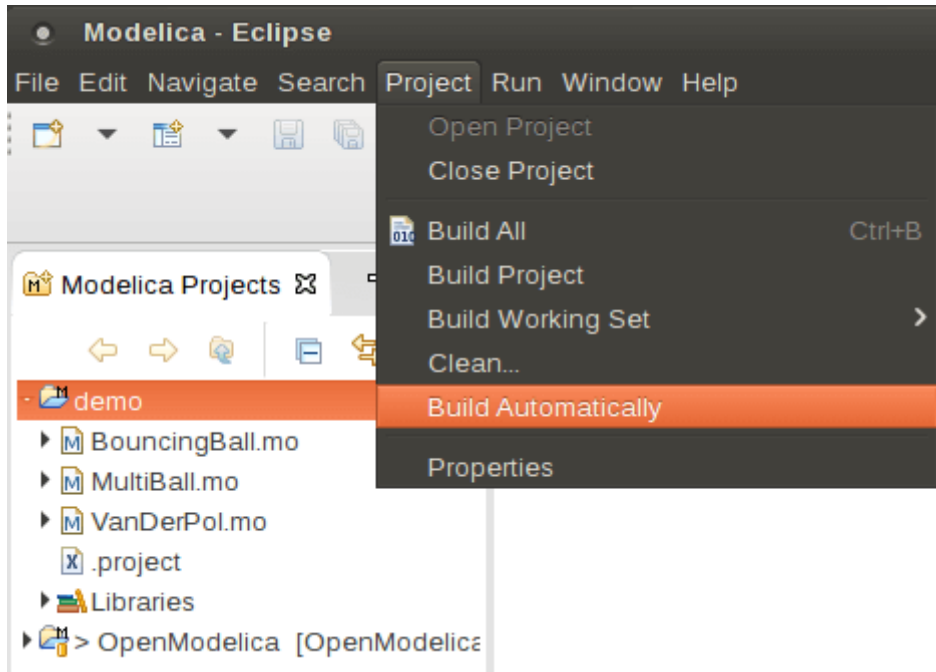 Modelica - Eclipse
File Edit Navigate Search Project Run Window Help
Open Project
Close Project
Build All Ctrl+B
Build Project
Build Working Set
Clean...
Build Automatically
Properties
Modelica Projects
demo
BouncingBall.mo
MultiBall.mo
VanDerPol.mo
.project
Libraries
> OpenModelica [OpenModelica